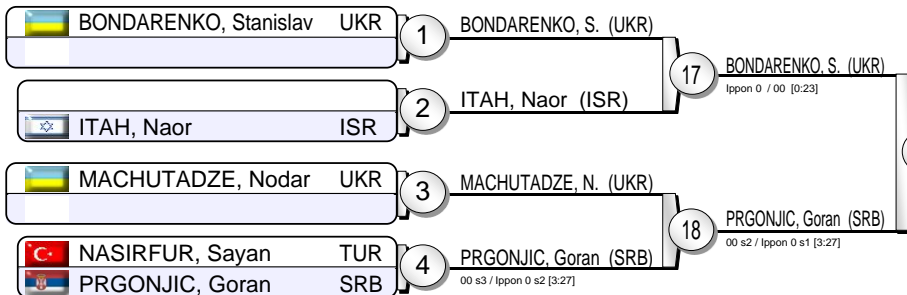 BONDARENKO, Stanislav UKR
1
BONDARENKO, S. (UKR)
17
BONDARENKO, S. (UKR)
Ippon 0 / 00 [0:23]
2
ITAH, Naor (ISR)
ITAH, Naor ISR
MACHUTADZE, Nodar UKR
3
MACHUTADZE, N. (UKR)
18
PRGONJIC, Goran (SRB)
00 s2 / Ippon 0 s1 [3:27]
NASIRFUR, Sayan TUR
4
PRGONJIC, Goran (SRB)
00 s3 / Ippon 0 s2 [3:27]
PRGONJIC, Goran SRB